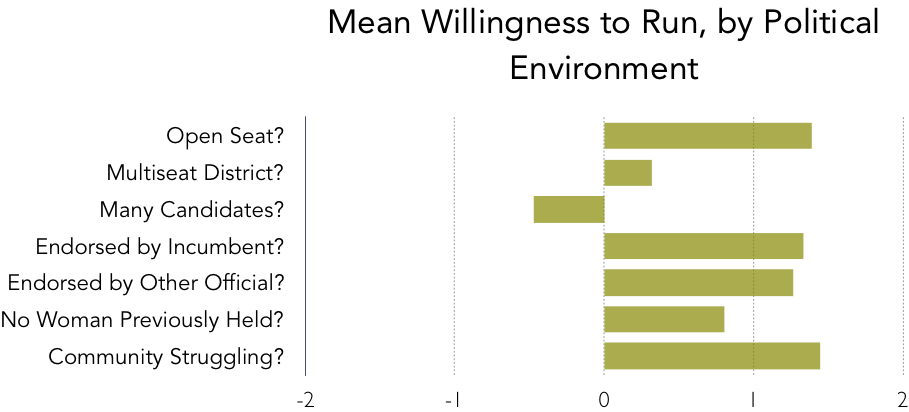 Mean Willingness to Run, by Political
Environment
Open Seat?
Multiseat District?
Many Candidates?
Endorsed by Incumbent?
Endorsed by Other Official?
No Woman Previously Held?
Community Struggling?
-2 -1 0 1 2